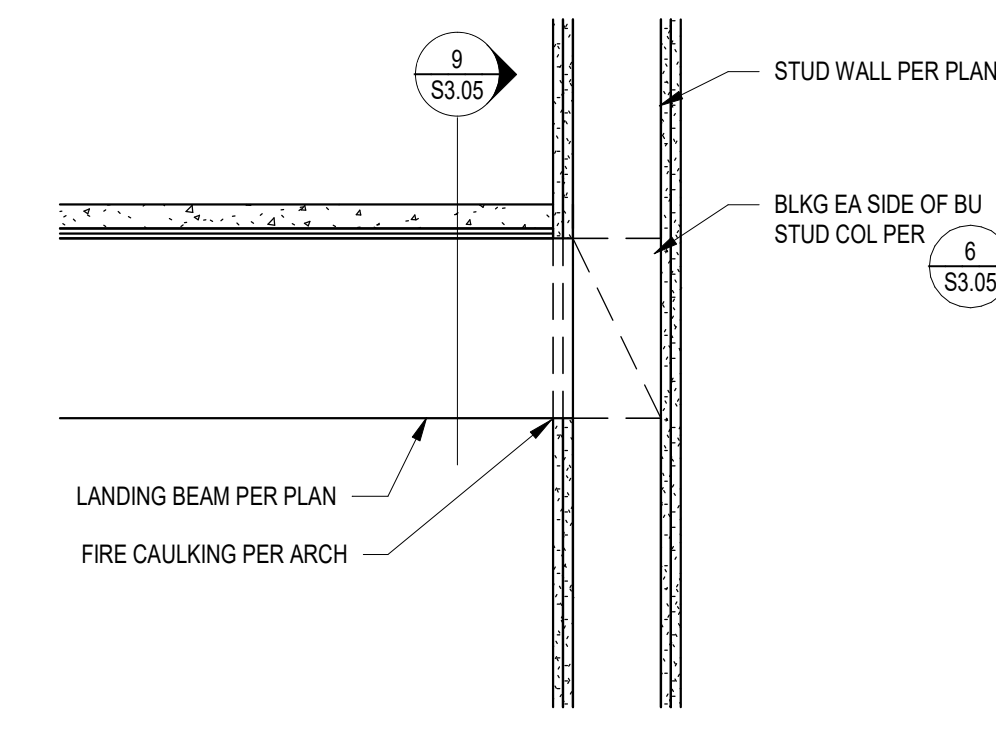 9
S3.05
STUD WALL PER PLAN
BLKG EA SIDE OF BU
STUD COL PER
6
S3.05
LANDING BEAM PER PLAN
FIRE CAULKING PER ARCH